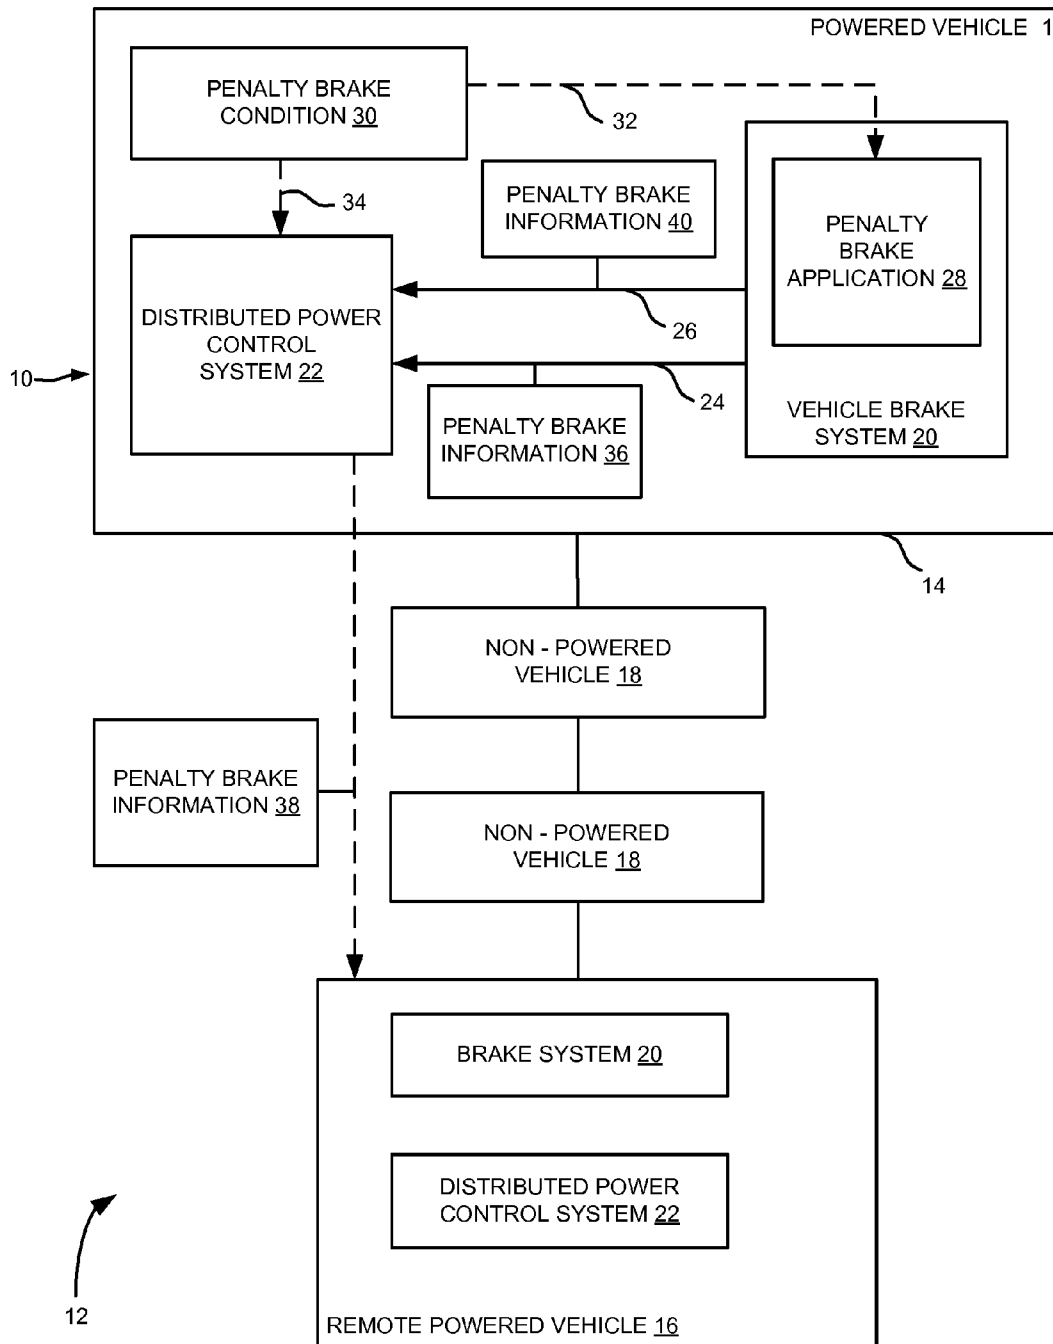 POWERED VEHICLE 1
PENALTY BRAKE
CONDITION 30
32
34
PENALTY BRAKE
INFORMATION 40
PENALTY
BRAKE
APPLICATION 28
DISTRIBUTED POWER
CONTROL
SYSTEM 22
26
10
24
PENALTY BRAKE
INFORMATION 36
VEHICLE BRAKE
SYSTEM 20
14
NON - POWERED
VEHICLE 18
PENALTY BRAKE
INFORMATION 38
NON - POWERED
VEHICLE 18
BRAKE SYSTEM 20
DISTRIBUTED POWER
CONTROL SYSTEM 22
12
REMOTE POWERED VEHICLE 16